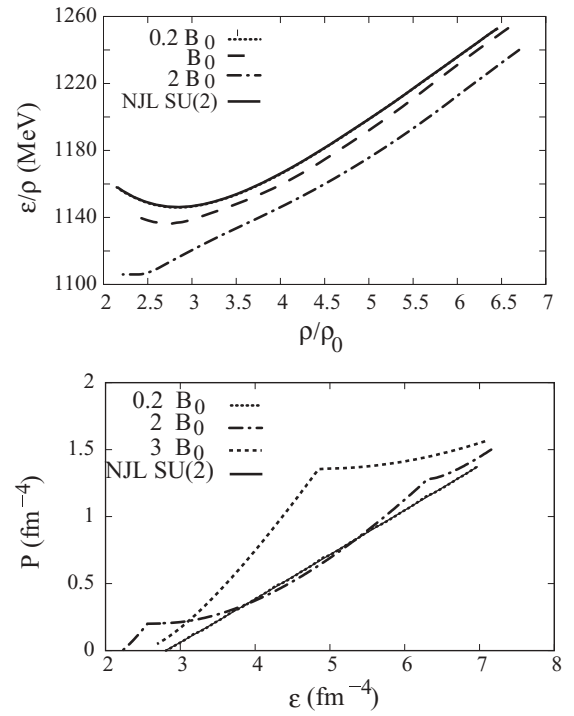 1260
1220
1180
1140
1100
ε/ρ (MeV)
0.2 B0
B0
2 B0
NJL SU(2)
2 2.5 3 3.5 4 4.5 5 5.5 6 6.5 7
ρ/ρ0
2
1.5
1
0.5
0
P (fm−4)
0.2 B0
2 B0
3 B0
NJL SU(2)
2 3 4 5 6 7 8
ε (fm−4)